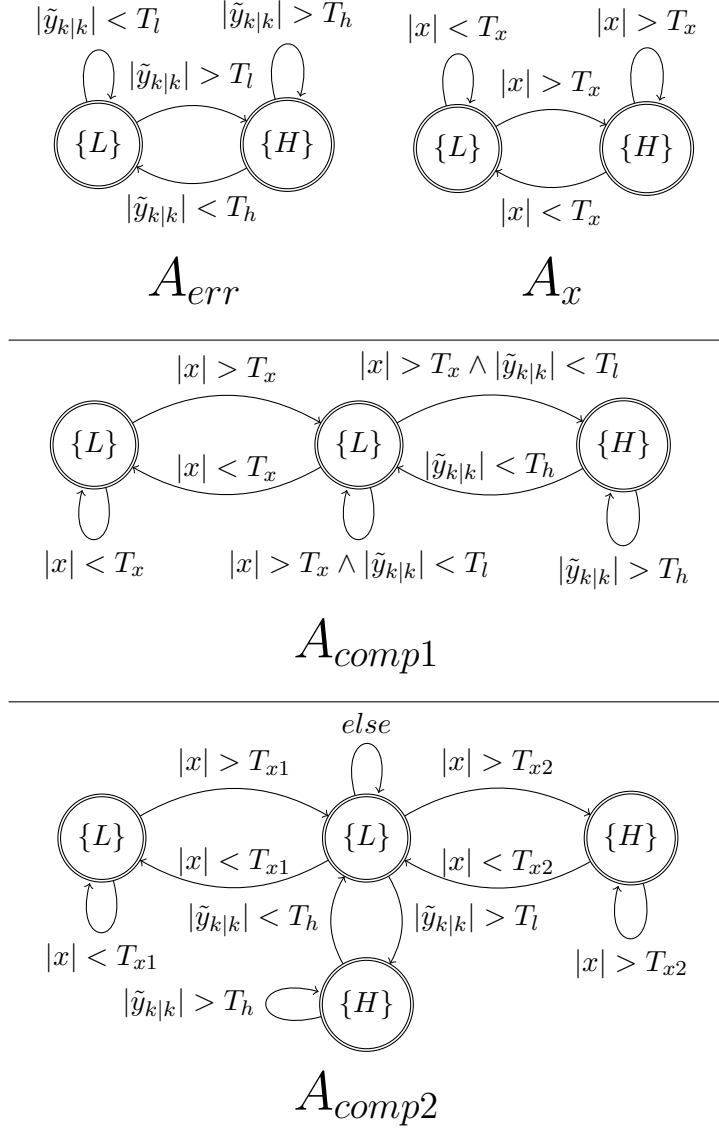 |ỹ_{k|k}| < T_l
|ỹ_{k|k}| > T_h
|x| < T_x
|x| > T_x
|ỹ_{k|k}| > T_l
|x| > T_x
{L}
{H}
{L}
{H}
|ỹ_{k|k}| < T_h
|x| < T_x
A_{err}
A_x
|x| > T_x
|x| > T_x ∧ |ỹ_{k|k}| < T_l
{L}
{L}
{H}
|x| < T_x
|ỹ_{k|k}| < T_h
|x| < T_x
|x| > T_x ∧ |ỹ_{k|k}| < T_l
|ỹ_{k|k}| > T_h
A_{comp1}
else
|x| > T_{x1}
|x| > T_{x2}
{L}
{L}
{H}
|x| < T_{x1}
|x| < T_{x2}
|ỹ_{k|k}| < T_h
|ỹ_{k|k}| > T_l
|x| < T_{x1}
|x| > T_{x2}
|ỹ_{k|k}| > T_h
{H}
A_{comp2}